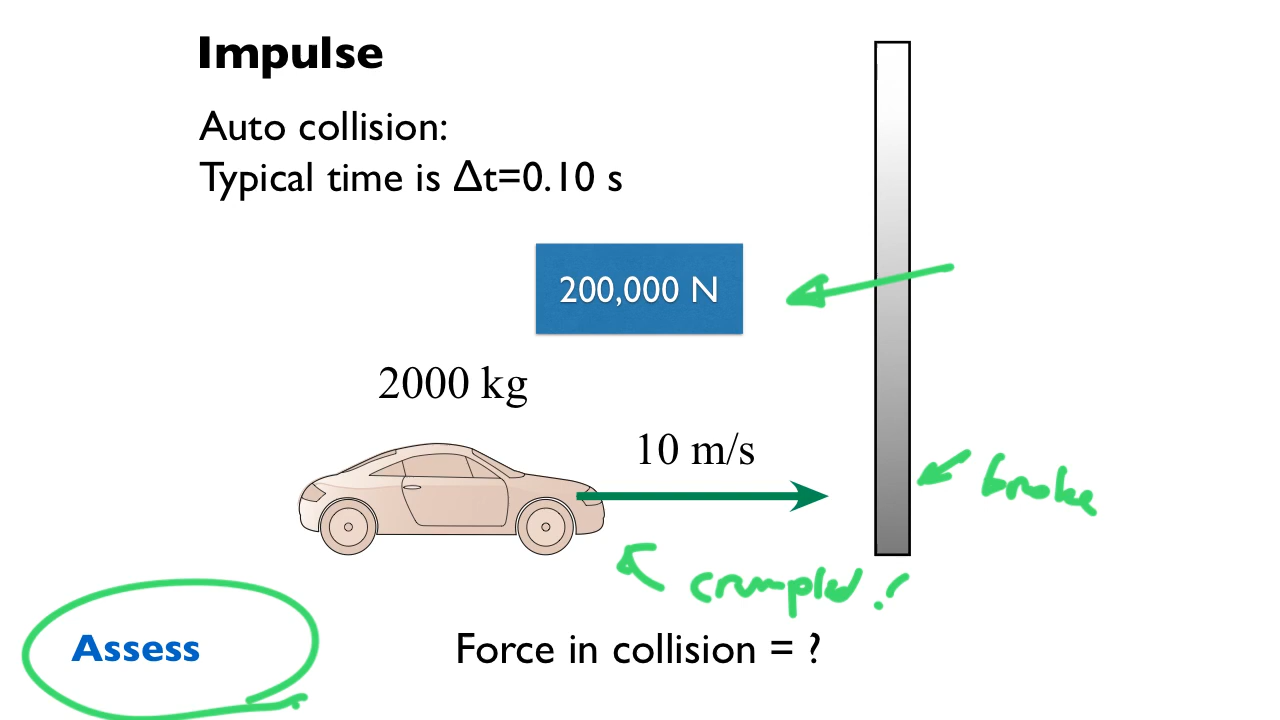 Impulse
Auto collision:
Typical time is Δt=0.10 s
200,000 N
2000 kg
10 m/s
broke
crumpled!
Assess
Force in collision = ?